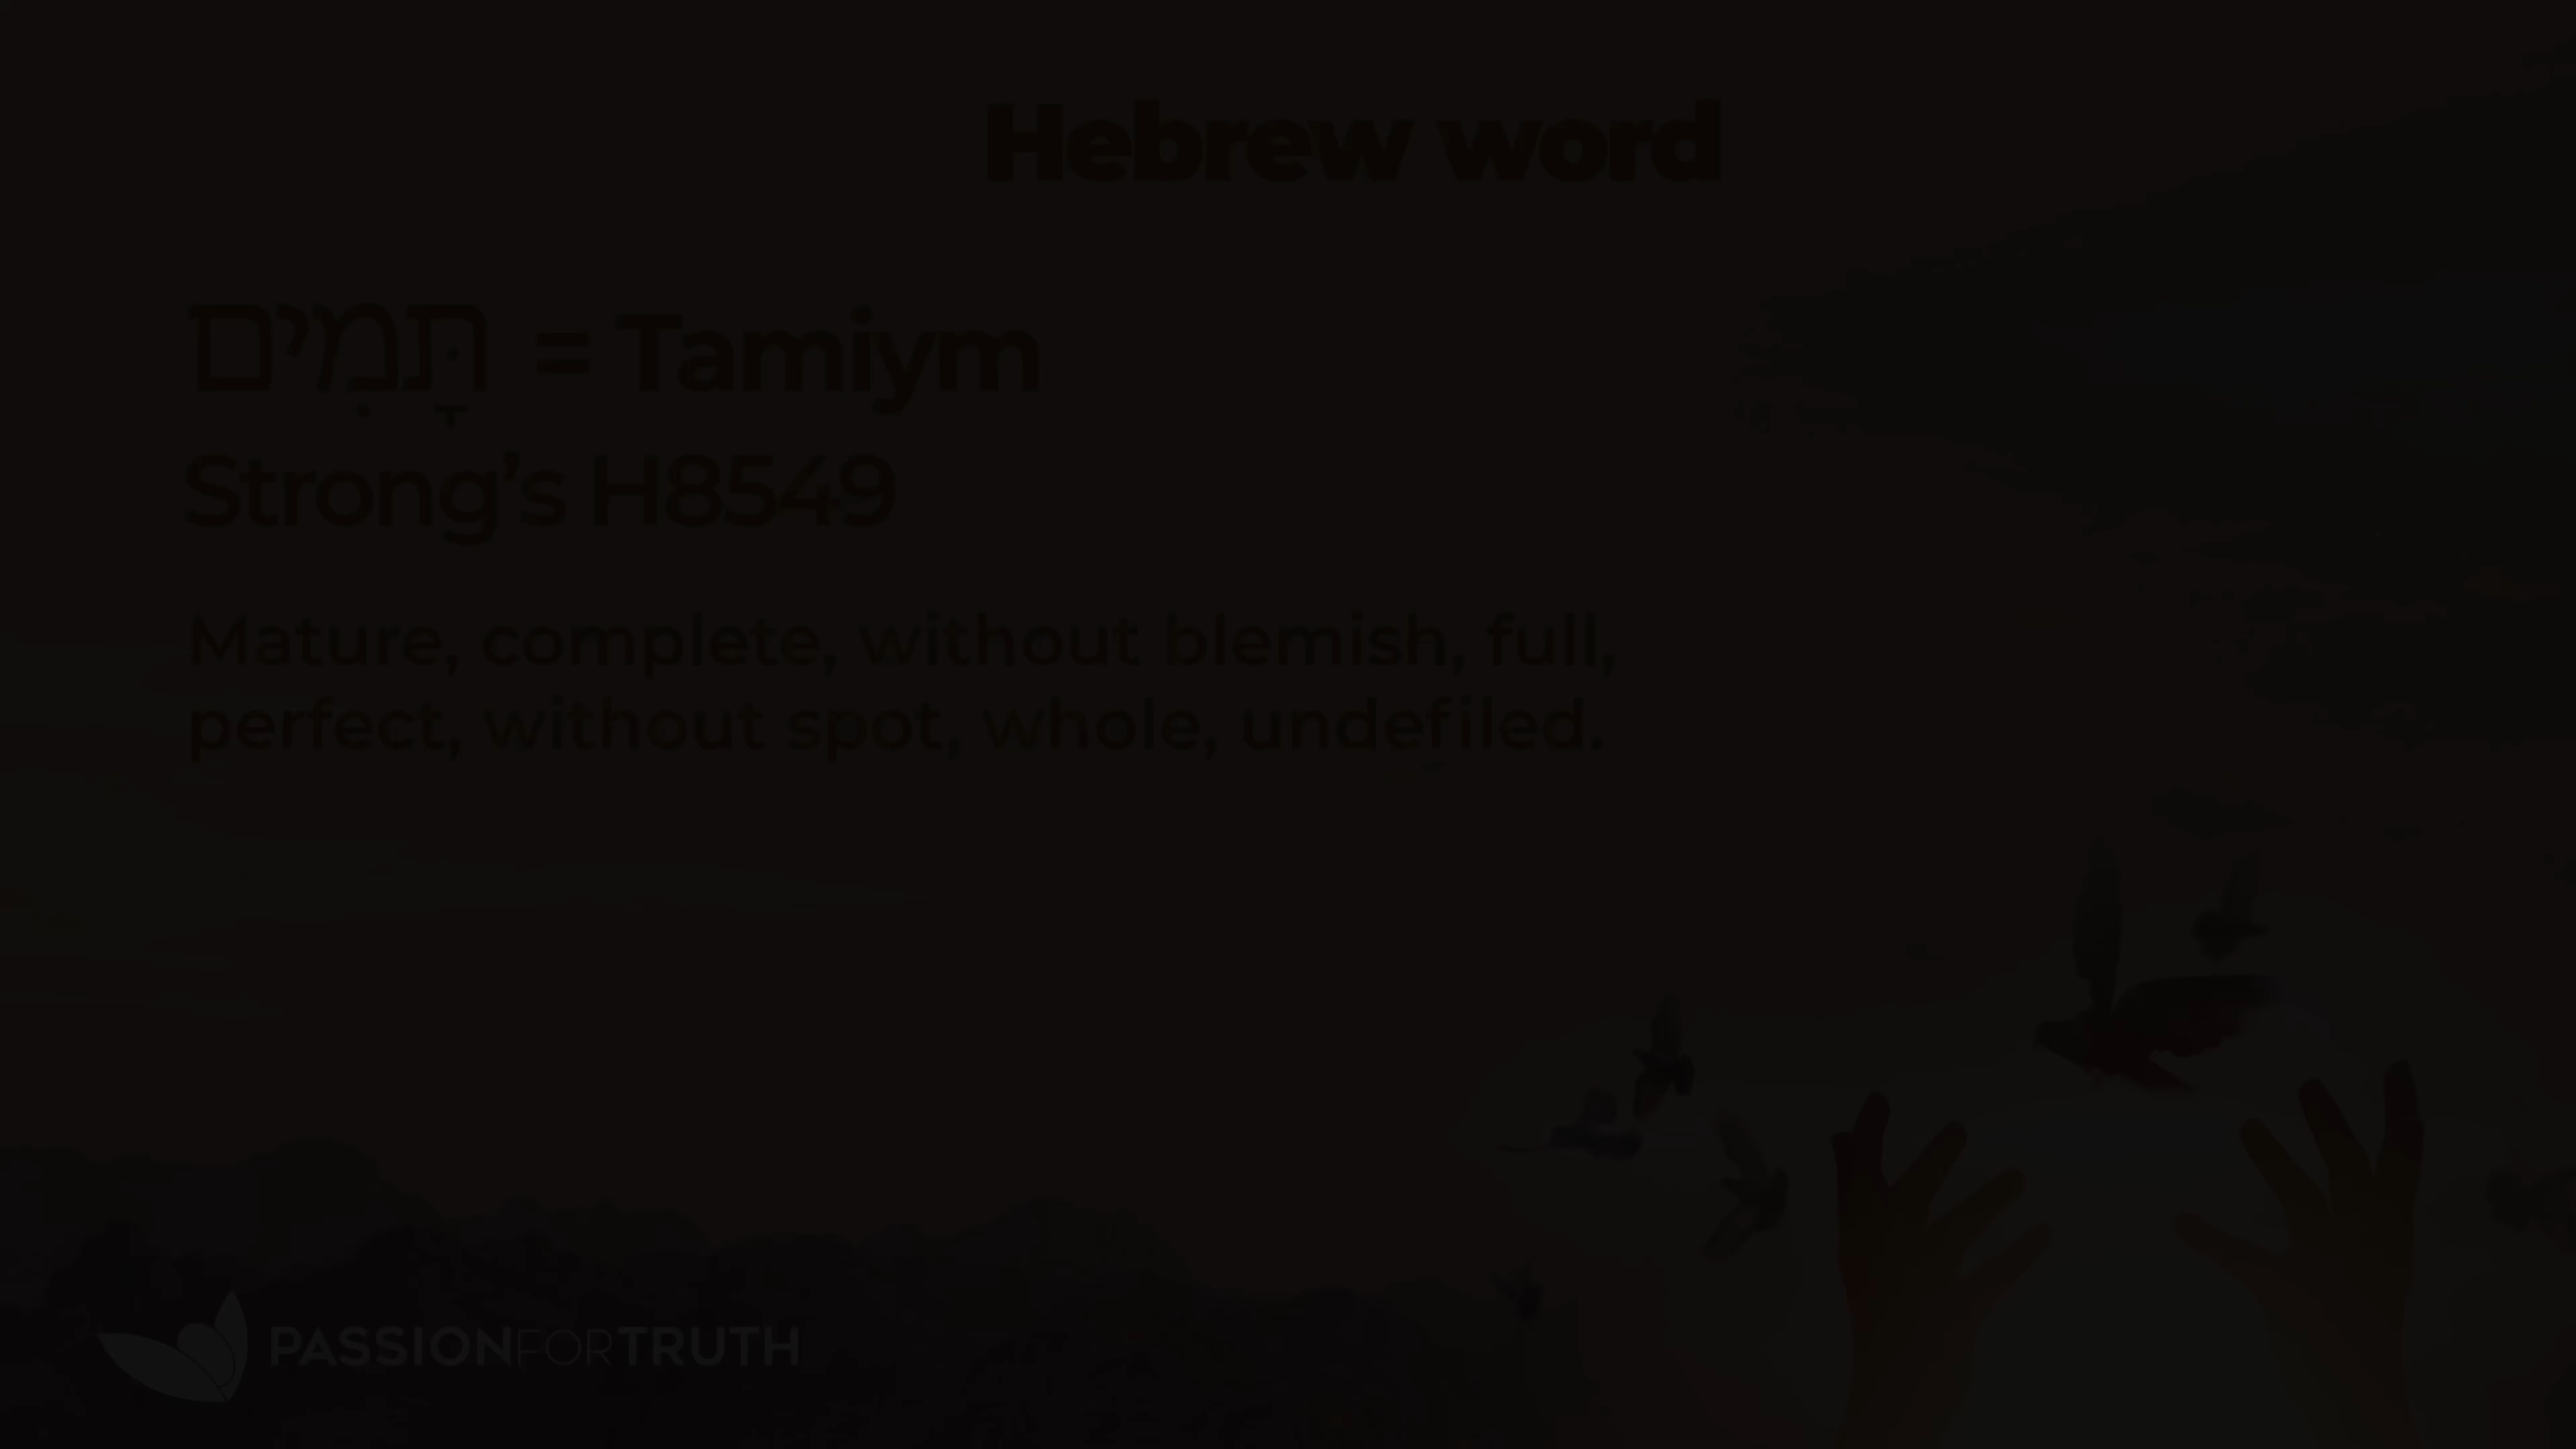 Hebrew word
תָּמִים = Tamiym
Strong’s H8549
Mature, complete, without blemish, full,
perfect, without spot, whole, undefiled.
PASSIONFORTRUTH